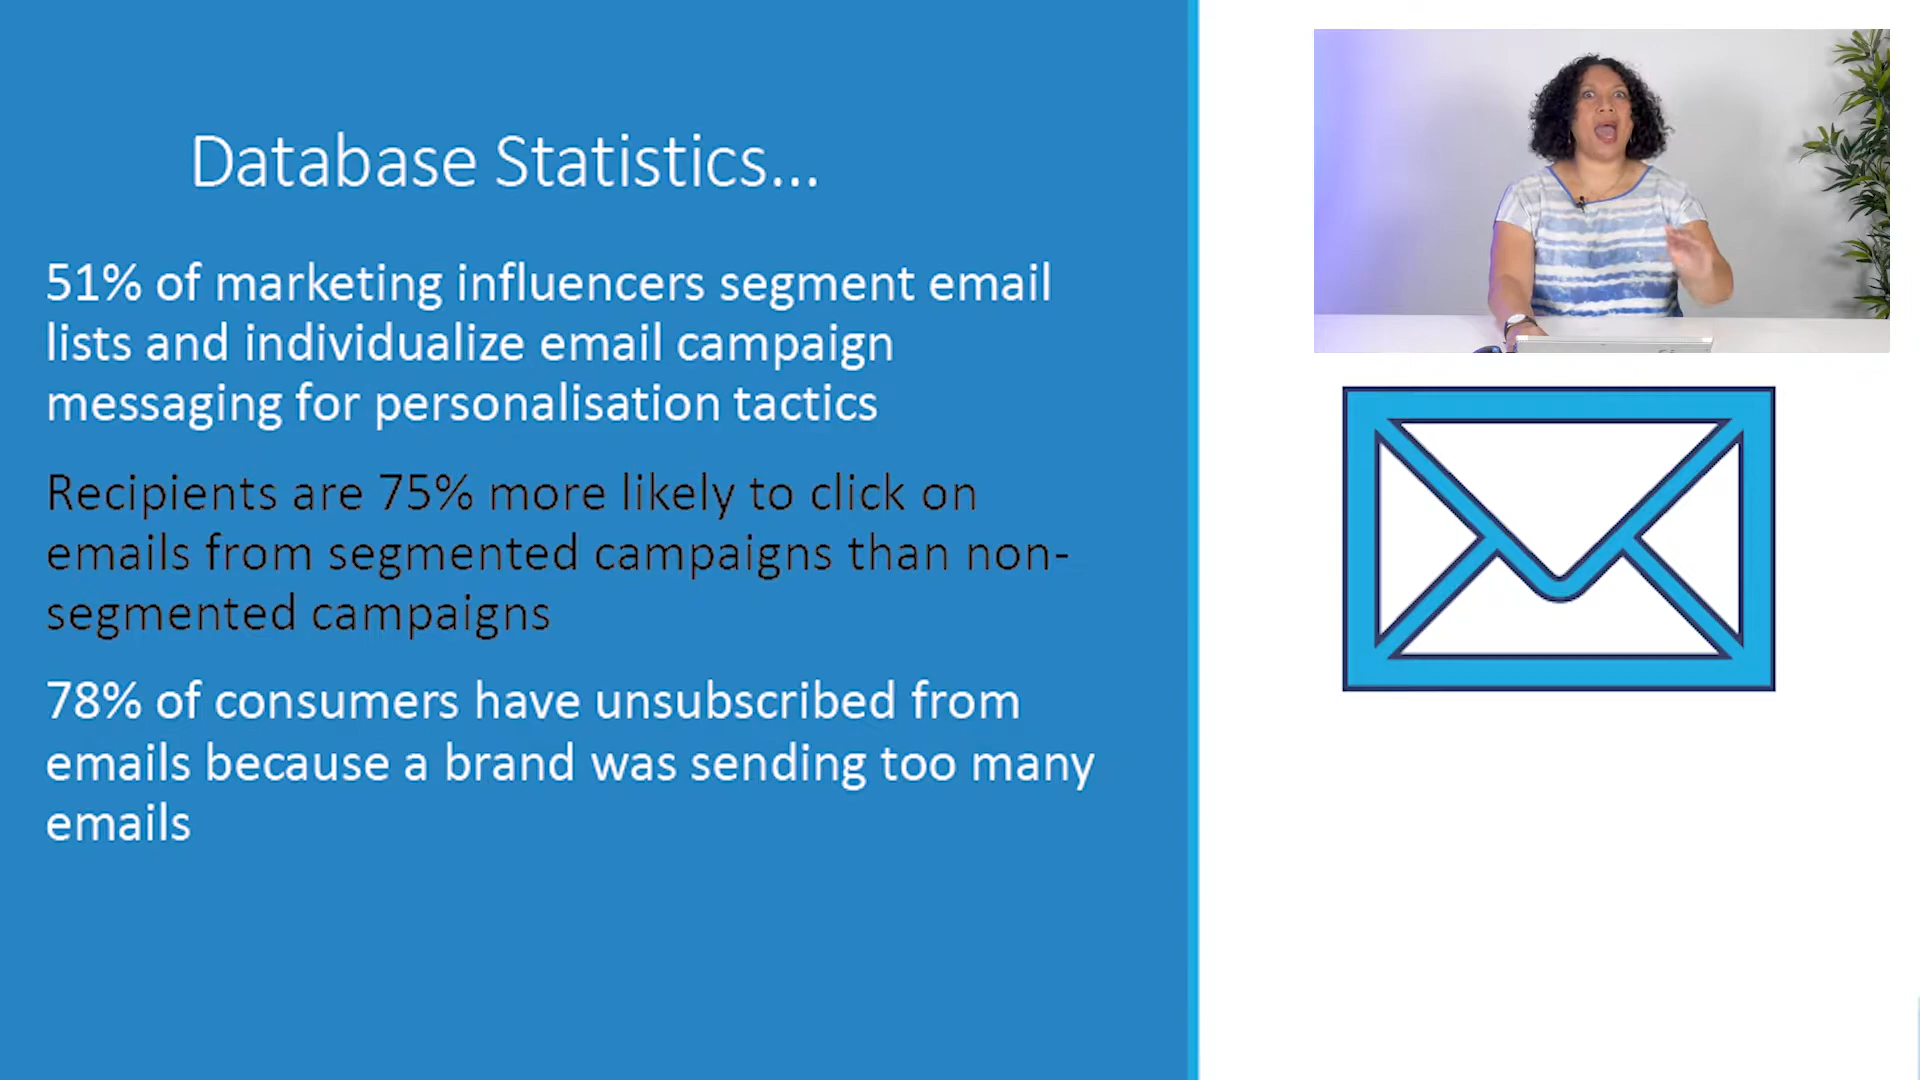 Database Statistics...
51% of marketing influencers segment email
lists and individualize email campaign
messaging for personalisation tactics
Recipients are 75% more likely to click on
emails from segmented campaigns than non-
segmented campaigns
78% of consumers have unsubscribed from
emails because a brand was sending too many
emails